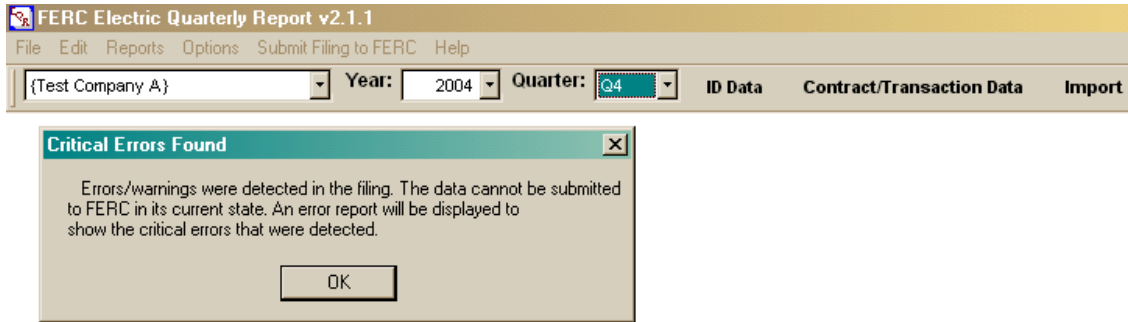 FERC Electric Quarterly Report v2.1.1
File Edit Reports Options Submit Filing to FERC Help
{Test Company A} Year: 2004 Quarter: Q4 ID Data Contract/Transaction Data Import
Critical Errors Found
Errors/warnings were detected in the filing. The data cannot be submitted
to FERC in its current state. An error report will be displayed to
show the critical errors that were detected.
OK